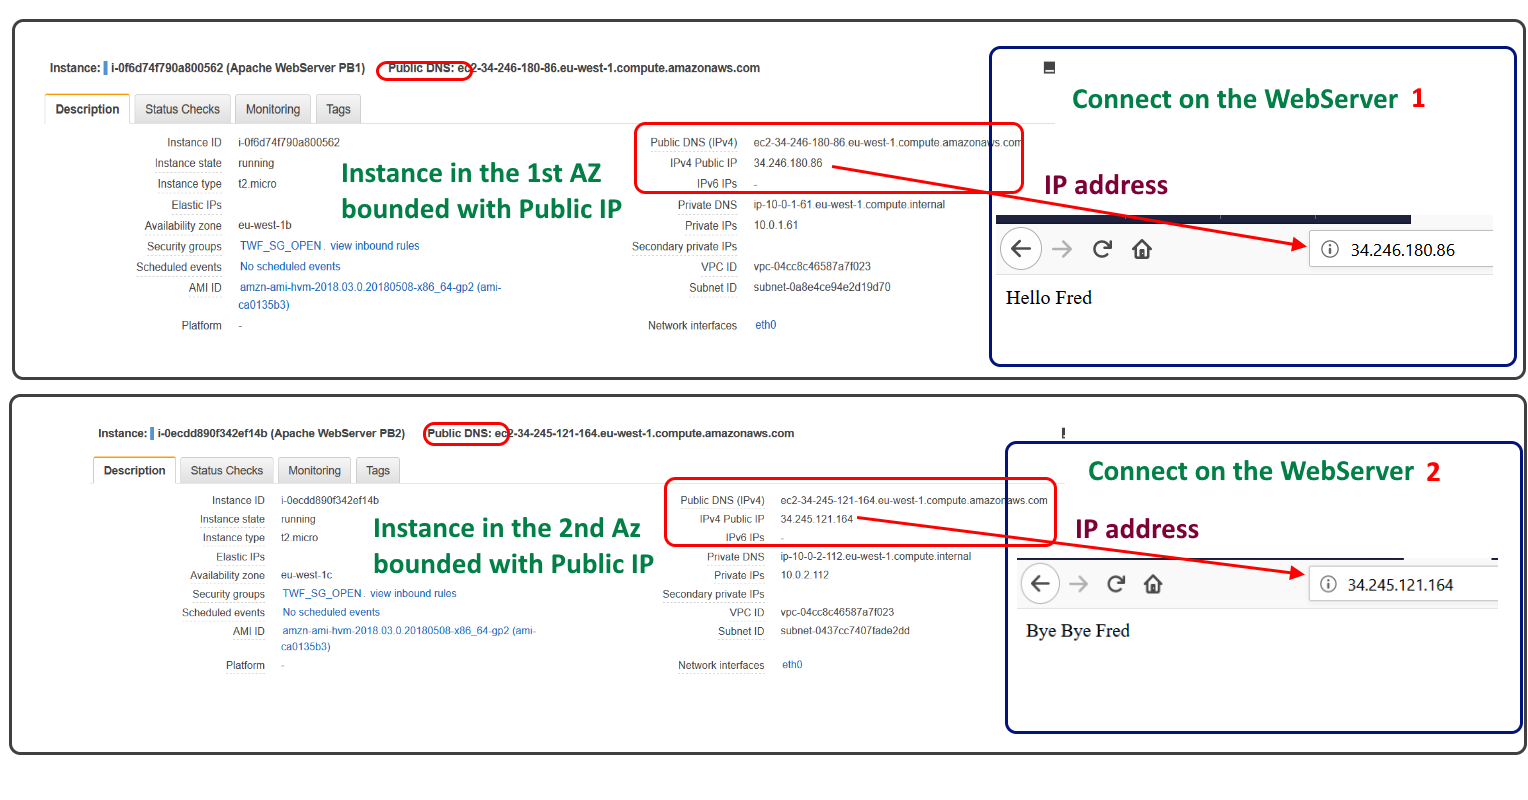 Instance: i-0f6d74f790a800562 (Apache WebServer PB1) Public DNS: ec2-34-246-180-86.eu-west-1.compute.amazonaws.com
Description Status Checks Monitoring Tags
Instance ID i-0f6d74f790a800562
Instance state running
Instance type t2.micro
Elastic IPs
Availability zone eu-west-1b
Security groups TWF_SG_OPEN . view inbound rules
Scheduled events No scheduled events
AMI ID amzn-ami-hvm-2018.03.0.20180508-x86_64-gp2 (ami-
ca0135b3)
Platform -
Instance in the 1st AZ
bounded with Public IP
Public DNS (IPv4) ec2-34-246-180-86.eu-west-1.compute.amazonaws.com
IPv4 Public IP 34.246.180.86
IPv6 IPs -
Private DNS ip-10-0-1-61.eu-west-1.compute.internal
Private IPs 10.0.1.61
Secondary private IPs
VPC ID vpc-04cc8c46587a7f023
Subnet ID subnet-0a8e4ce94e2d19d70
Network interfaces eth0
Connect on the WebServer 1
IP address
34.246.180.86
Hello Fred
Instance: i-0ecdd890f342ef14b (Apache WebServer PB2) Public DNS: ec2-34-245-121-164.eu-west-1.compute.amazonaws.com
Description Status Checks Monitoring Tags
Instance ID i-0ecdd890f342ef14b
Instance state running
Instance type t2.micro
Elastic IPs
Availability zone eu-west-1c
Security groups TWF_SG_OPEN . view inbound rules
Scheduled events No scheduled events
AMI ID amzn-ami-hvm-2018.03.0.20180508-x86_64-gp2 (ami-
ca0135b3)
Platform -
Instance in the 2nd Az
bounded with Public IP
Public DNS (IPv4) ec2-34-245-121-164.eu-west-1.compute.amazonaws.com
IPv4 Public IP 34.245.121.164
IPv6 IPs -
Private DNS ip-10-0-2-112.eu-west-1.compute.internal
Private IPs 10.0.2.112
Secondary private IPs
VPC ID vpc-04cc8c46587a7f023
Subnet ID subnet-0437cc7407fade2dd
Network interfaces eth0
Connect on the WebServer 2
IP address
34.245.121.164
Bye Bye Fred